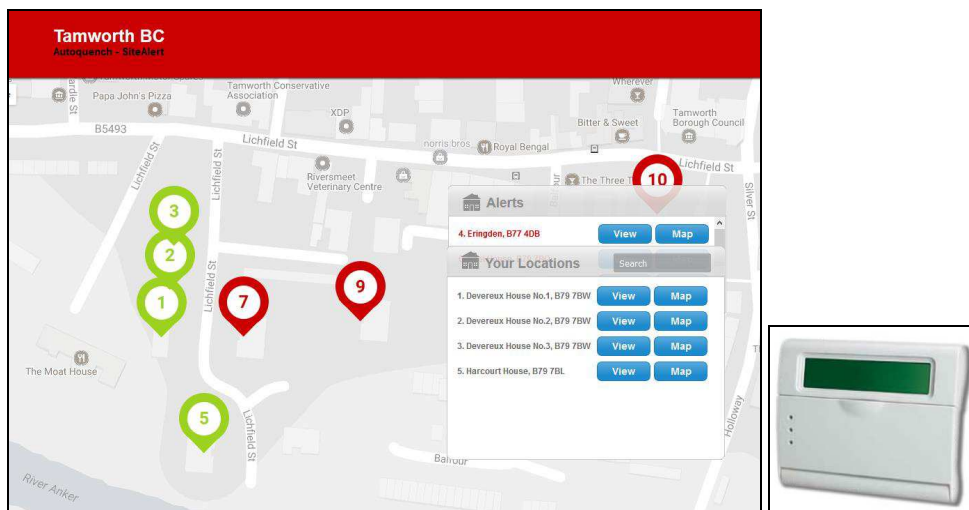 Tamworth BC
Autoquench - SiteAlert
Papa John's Pizza
Tamworth Conservative
Association
Wherever
XDP
Bitter & Sweet
Tamworth
Borough Council
B5493
Lichfield St
norris bros
Royal Bengal
Lichfield St
Riversmeet
Veterinary Centre
The Three
10
Silver St
Lichfield St
Lichfield St
3
Alerts
4. Eringden, B77 4DB
View
Map
2
Your Locations
Search
Lichfield St
1
7
9
1. Devereux House No.1, B79 7BW
View
Map
2. Devereux House No.2, B79 7BW
View
Map
3. Devereux House No.3, B79 7BW
View
Map
The Moat House
5. Harcourt House, B79 7BL
View
Map
5
Lichfield St
Holloway
Balfour
River Anker